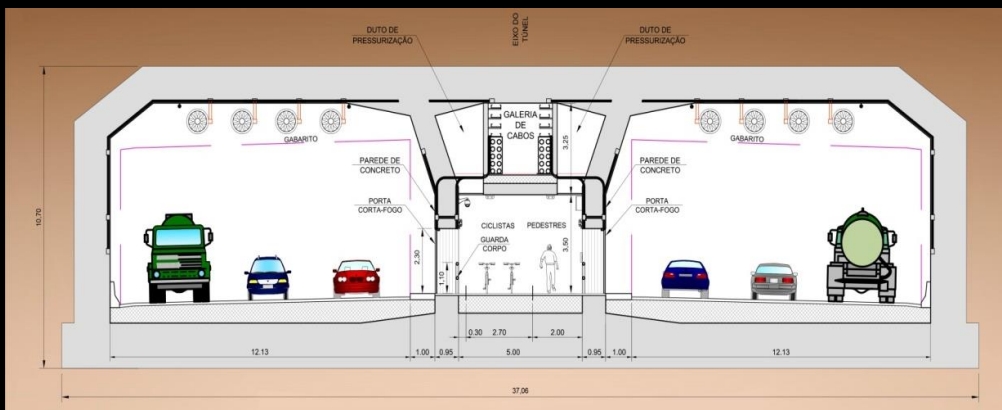 DUTO DE
PRESSURIZAÇÃO
EIXO DO
TÚNEL
DUTO DE
PRESSURIZAÇÃO
GALERIA
DE
CABOS
3,25
GABARITO
GABARITO
PAREDE DE
CONCRETO
PAREDE DE
CONCRETO
PORTA
CORTA-FOGO
PORTA
CORTA-FOGO
10,70
CICLISTAS
PEDESTRES
GUARDA
CORPO
2,30
1,10
3,50
0.30
2.70
2.00
12.13
1.00
0.95
5.00
0.95
1.00
12.13
37,06